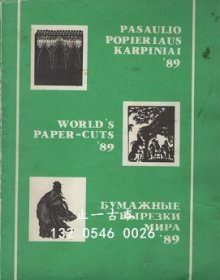 PASAULIO
POPIERIAUS
KARPINIAI
'89
WORLD'S
PAPER-CUTS
'89
БУМАЖНЫЕ
ВЫРЕЗКИ
МИРА
'89
132 0546 0026